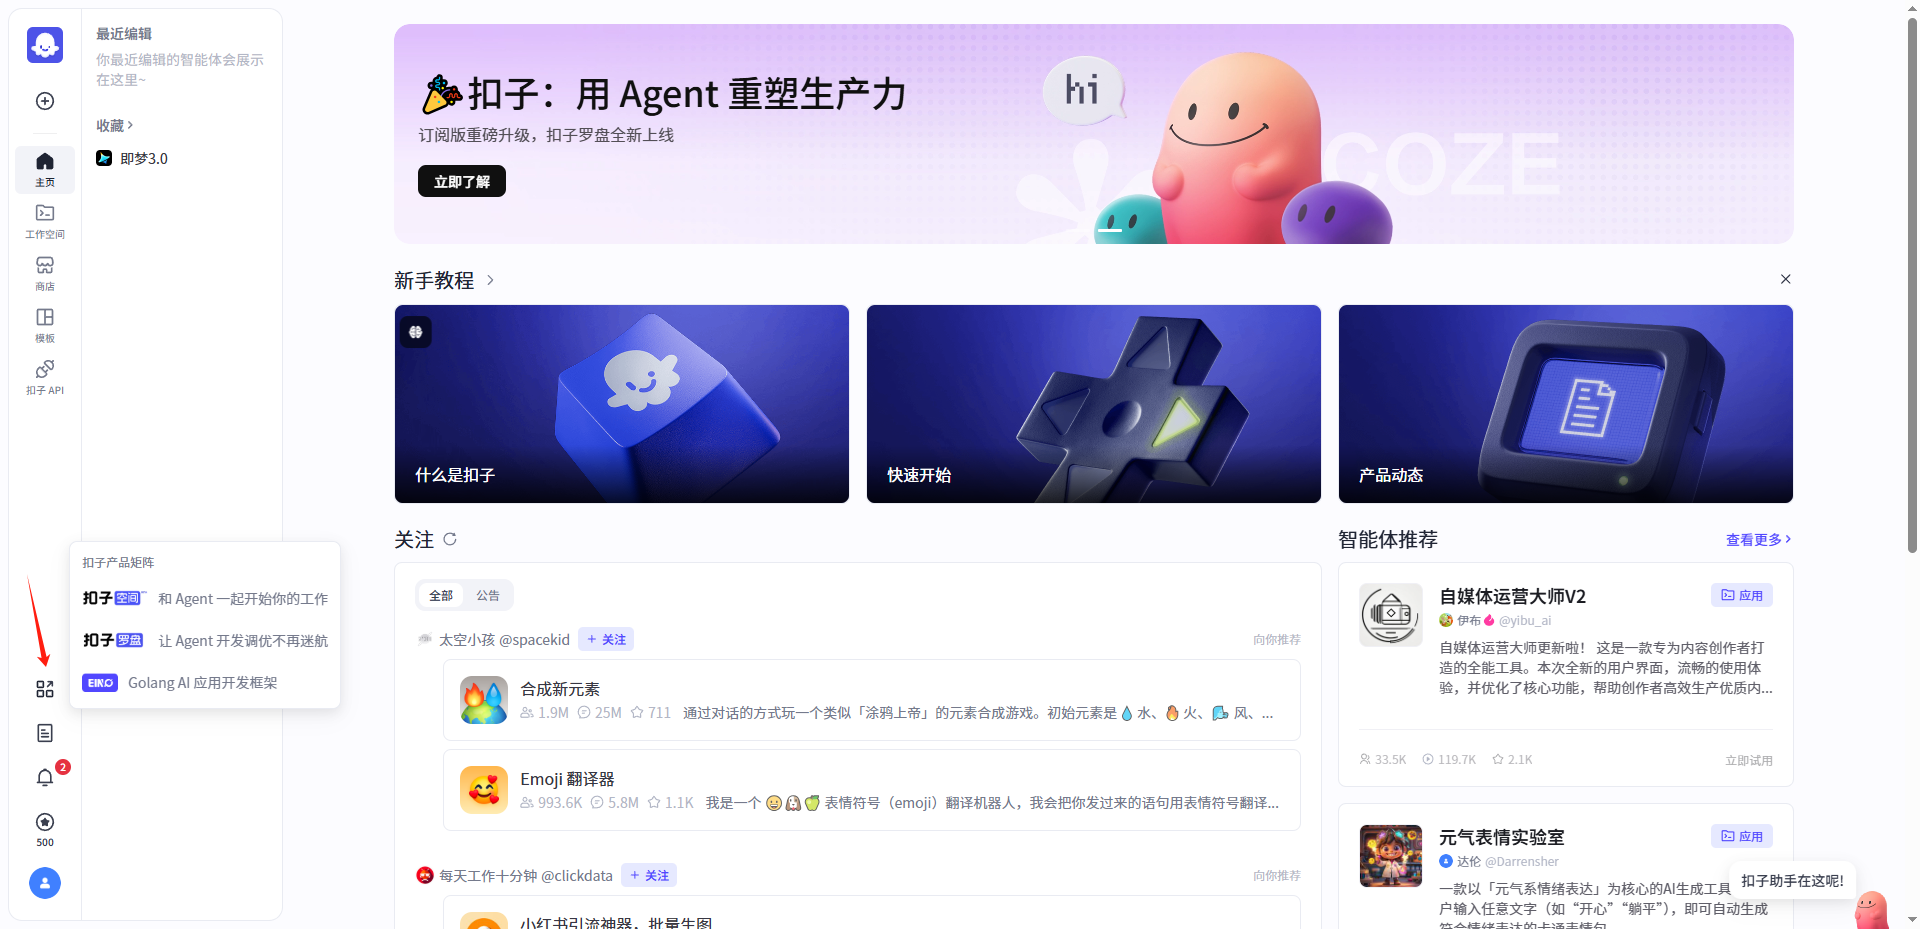 最近编辑
你最近编辑的智能体会展示
在这里~
收藏
即梦3.0
主页
工作空间
商店
模板
扣子 API
扣子产品矩阵
扣子 空间 和 Agent 一起开始你的工作
扣子 罗盘 让 Agent 开发调优不再迷航
EINO Golang AI 应用开发框架
2
500
扣子：用 Agent 重塑生产力
订阅版重磅升级，扣子罗盘全新上线
立即了解
hi
COZE
新手教程
什么是扣子
快速开始
产品动态
关注
全部 公告
太空小孩 @spacekid + 关注 向你推荐
合成新元素
1.9M 25M 711 通过对话的方式玩一个类似「涂鸦上帝」的元素合成游戏。初始元素是💧水、🔥火、🌬️风、...
Emoji 翻译器
993.6K 5.8M 1.1K 我是一个 😀🐶🍏 表情符号（emoji）翻译机器人，我会把你发过来的语句用表情符号翻译...
每天工作十分钟 @clickdata + 关注 向你推荐
小红书引流神器，批量生图
智能体推荐 查看更多
自媒体运营大师V2 应用
伊布 @yibu_ai
自媒体运营大师更新啦！ 这是一款专为内容创作者打
造的全能工具。本次全新的用户界面，流畅的使用体
验，并优化了核心功能，帮助创作者高效生产优质内...
33.5K 119.7K 2.1K 立即试用
元气表情实验室 应用
达伦 @Darrensher
一款以「元气系情绪表达」为核心的AI生成工具
户输入任意文字（如“开心”“躺平”），即可自动生成
符合情绪表达的卡通表情包
扣子助手在这呢!